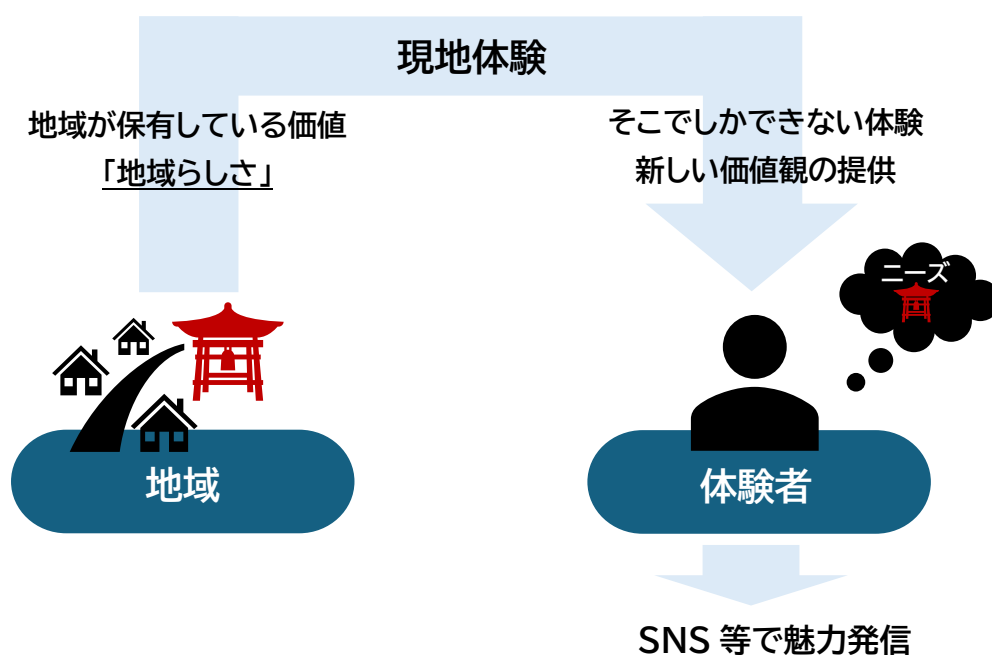 現地体験
地域が保有している価値
「地域らしさ」
そこでしかできない体験
新しい価値観の提供
ニーズ
地域
体験者
SNS 等で魅力発信